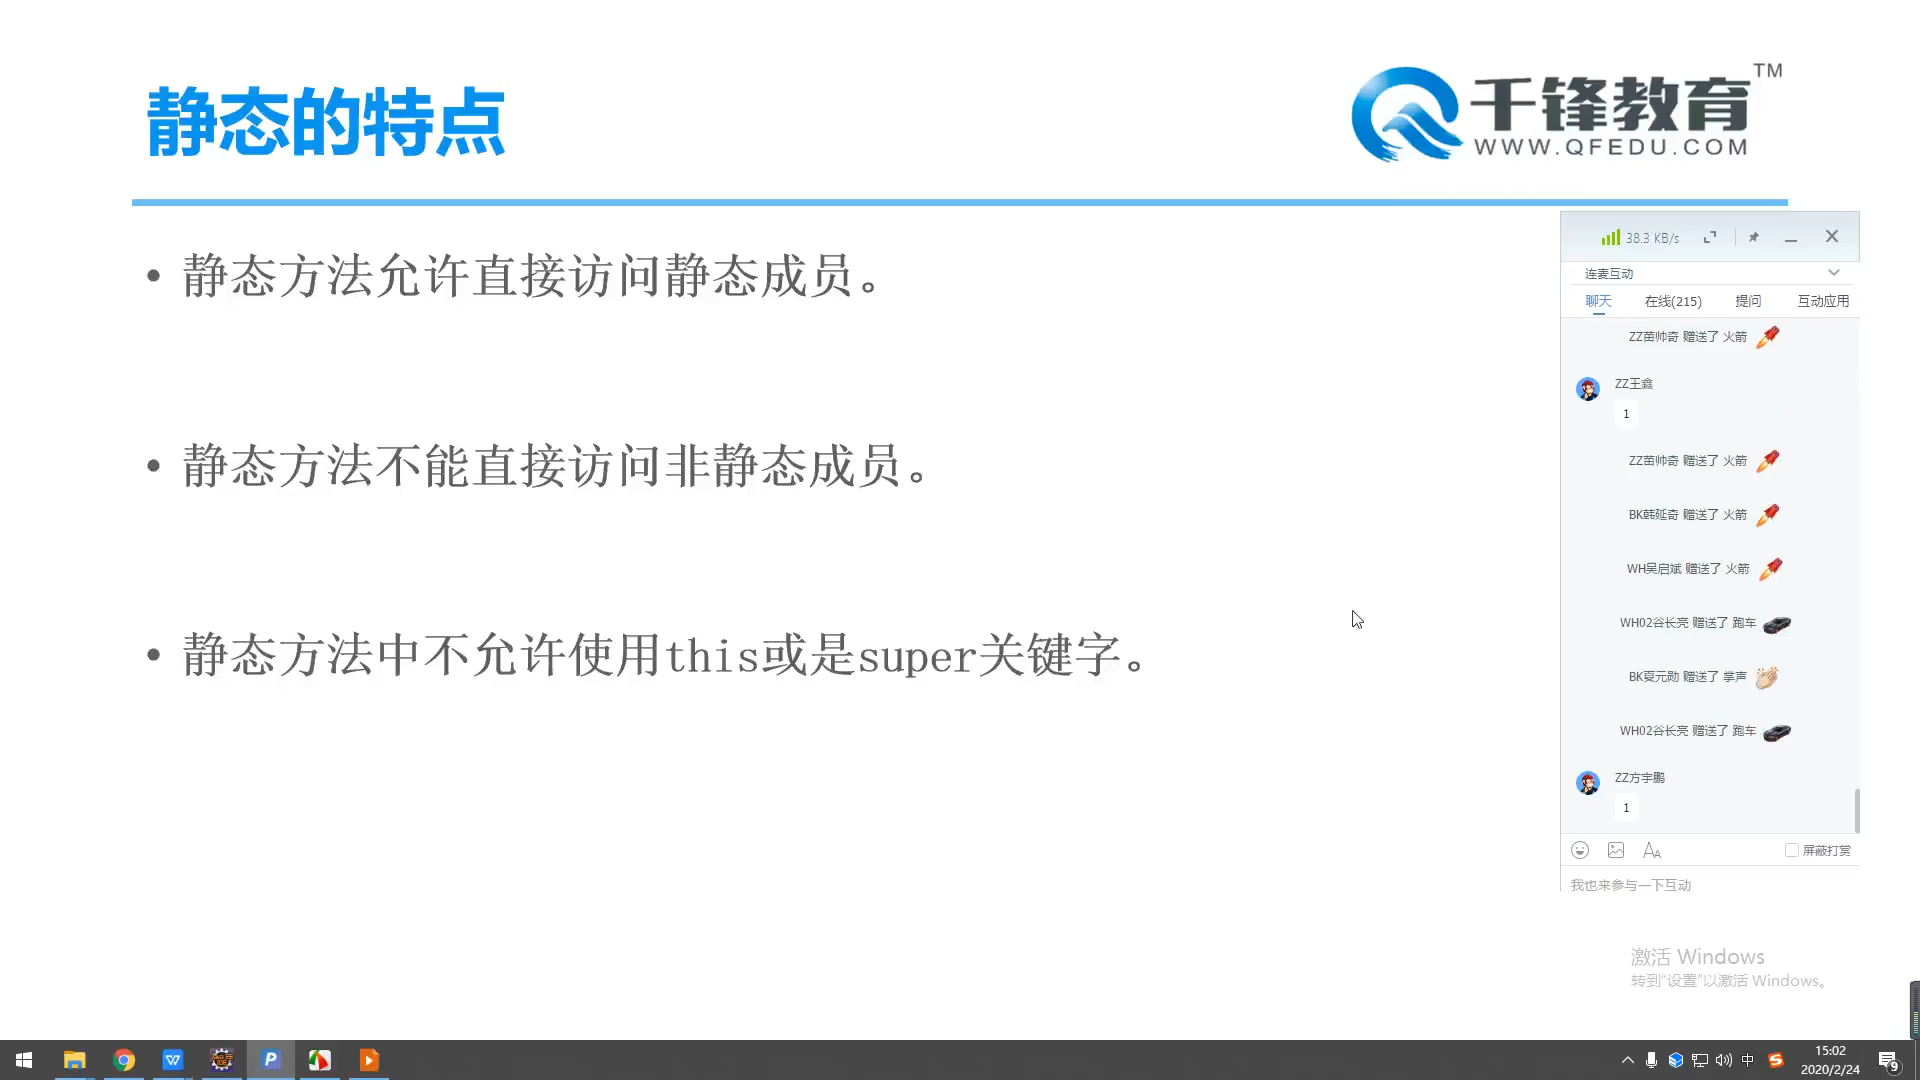 静态的特点
千锋教育TM
WWW.QFEDU.COM
• 静态方法允许直接访问静态成员。
• 静态方法不能直接访问非静态成员。
• 静态方法中不允许使用this或是super关键字。
38.3 KB/s
连麦互动
聊天 在线(215) 提问 互动应用
ZZ苗帅奇 赠送了 火箭
ZZ王鑫
1
ZZ苗帅奇 赠送了 火箭
BK韩延奇 赠送了 火箭
WH吴启斌 赠送了 火箭
WH02谷长亮 赠送了 跑车
BK夏元勋 赠送了 掌声
WH02谷长亮 赠送了 跑车
ZZ方宇鹏
1
屏蔽打赏
我也来参与一下互动
激活 Windows
转到“设置”以激活 Windows。
中
15:02
2020/2/24
9